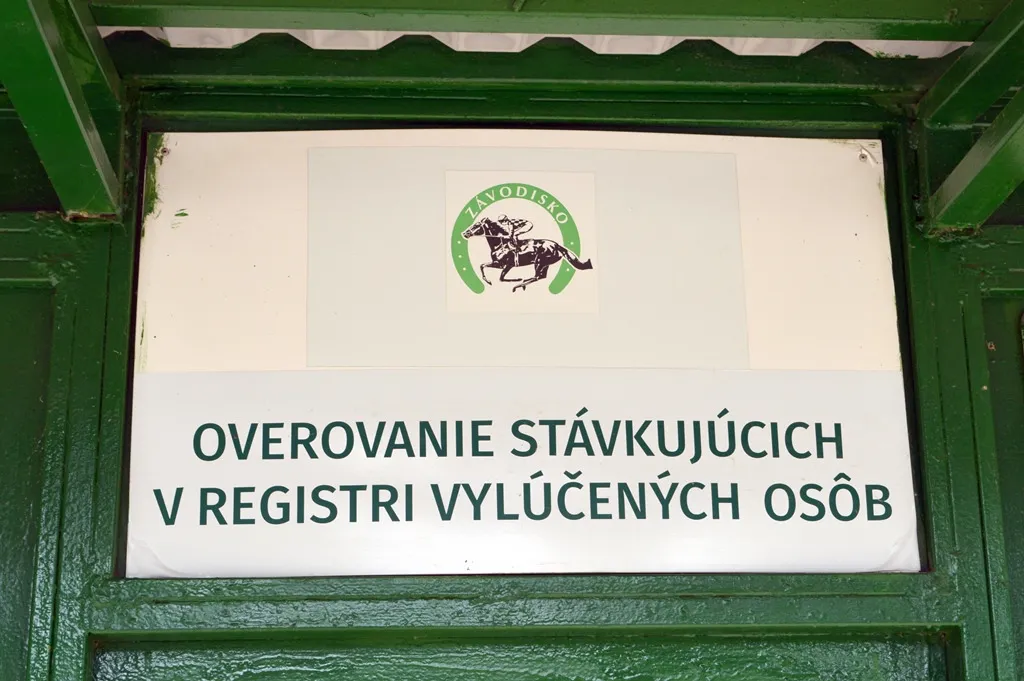 ZÁVODISKO
OVEROVANIE STÁVKUJÚCICH
V REGISTRI VYLÚČENÝCH OSÔB